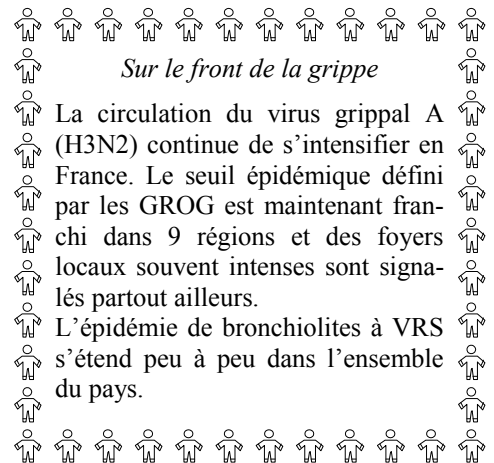 Sur le front de la grippe
La circulation du virus grippal A
(H3N2) continue de s’intensifier en
France. Le seuil épidémique défini
par les GROG est maintenant fran-
chi dans 9 régions et des foyers
locaux souvent intenses sont signa-
lés partout ailleurs.
L’épidémie de bronchiolites à VRS
s’étend peu à peu dans l’ensemble
du pays.